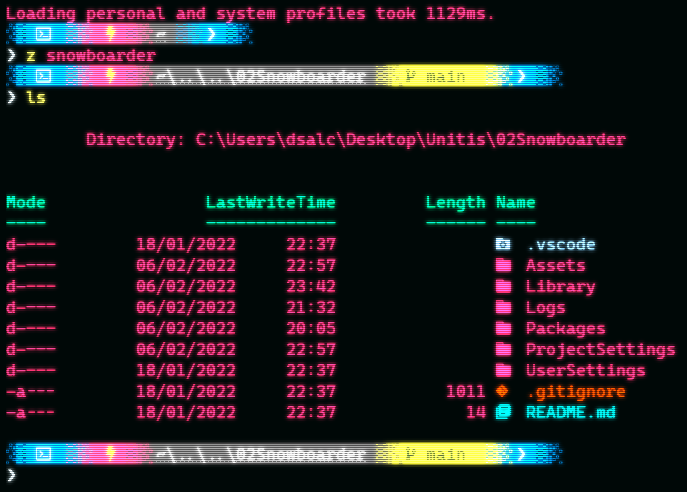 Loading personal and system profiles took 1129ms.
~ ❯
❯ z snowboarder
~\..\..\02Snowboarder main ❯
❯ ls
Directory: C:\Users\dsalc\Desktop\Unitis\02Snowboarder
Mode LastWriteTime Length Name
---- ------------- ------ ----
d---- 18/01/2022 22:37 .vscode
d---- 06/02/2022 22:57 Assets
d---- 06/02/2022 23:42 Library
d---- 06/02/2022 21:32 Logs
d---- 06/02/2022 20:05 Packages
d---- 06/02/2022 22:57 ProjectSettings
d---- 18/01/2022 22:37 UserSettings
-a--- 18/01/2022 22:37 1011 .gitignore
-a--- 18/01/2022 22:37 14 README.md
~\..\..\02Snowboarder main ❯
❯